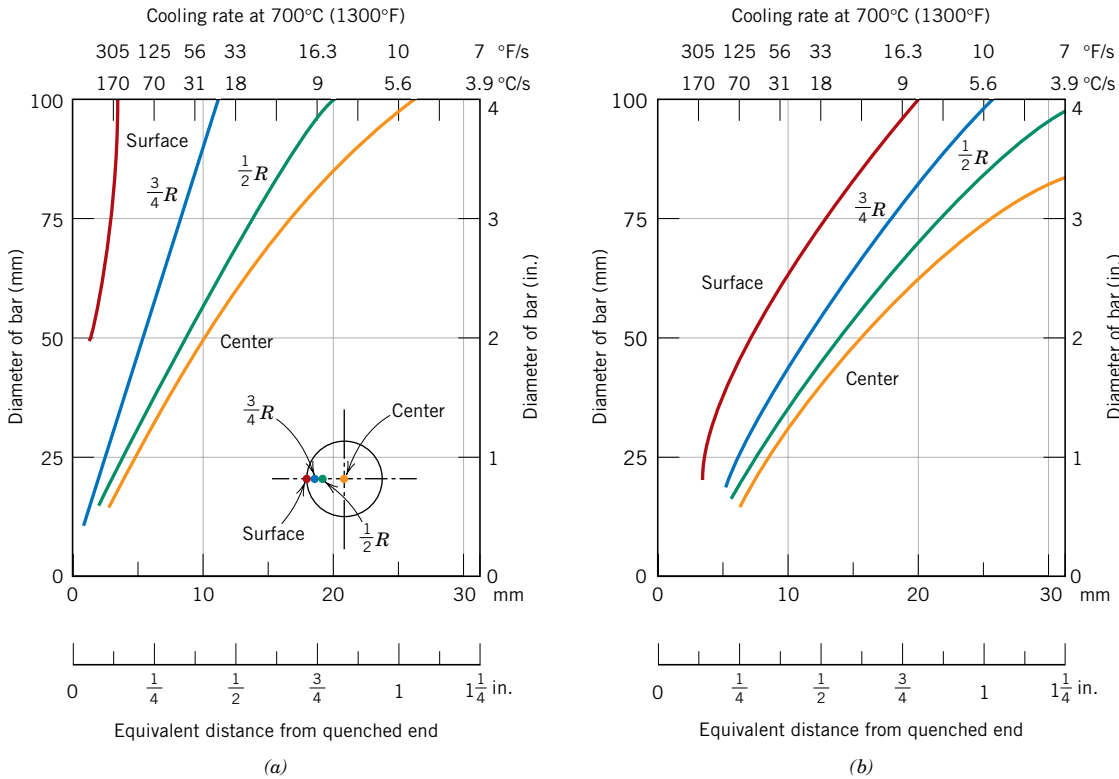 Cooling rate at 700°C (1300°F)
305 125 56 33 16.3 10 7 °F/s
170 70 31 18 9 5.6 3.9 °C/s
100
75
50
25
0
Diameter of bar (mm)
4
3
2
1
0
Diameter of bar (in.)
Surface
3/4 R
1/2 R
Center
3/4 R
Center
Surface
1/2 R
0 10 20 30 mm
0 1/4 1/2 3/4 1 1 1/4 in.
Equivalent distance from quenched end
(a)
Cooling rate at 700°C (1300°F)
305 125 56 33 16.3 10 7 °F/s
170 70 31 18 9 5.6 3.9 °C/s
100
75
50
25
0
Diameter of bar (mm)
4
3
2
1
0
Diameter of bar (in.)
1/2 R
3/4 R
Surface
Center
0 10 20 30 mm
0 1/4 1/2 3/4 1 1 1/4 in.
Equivalent distance from quenched end
(b)